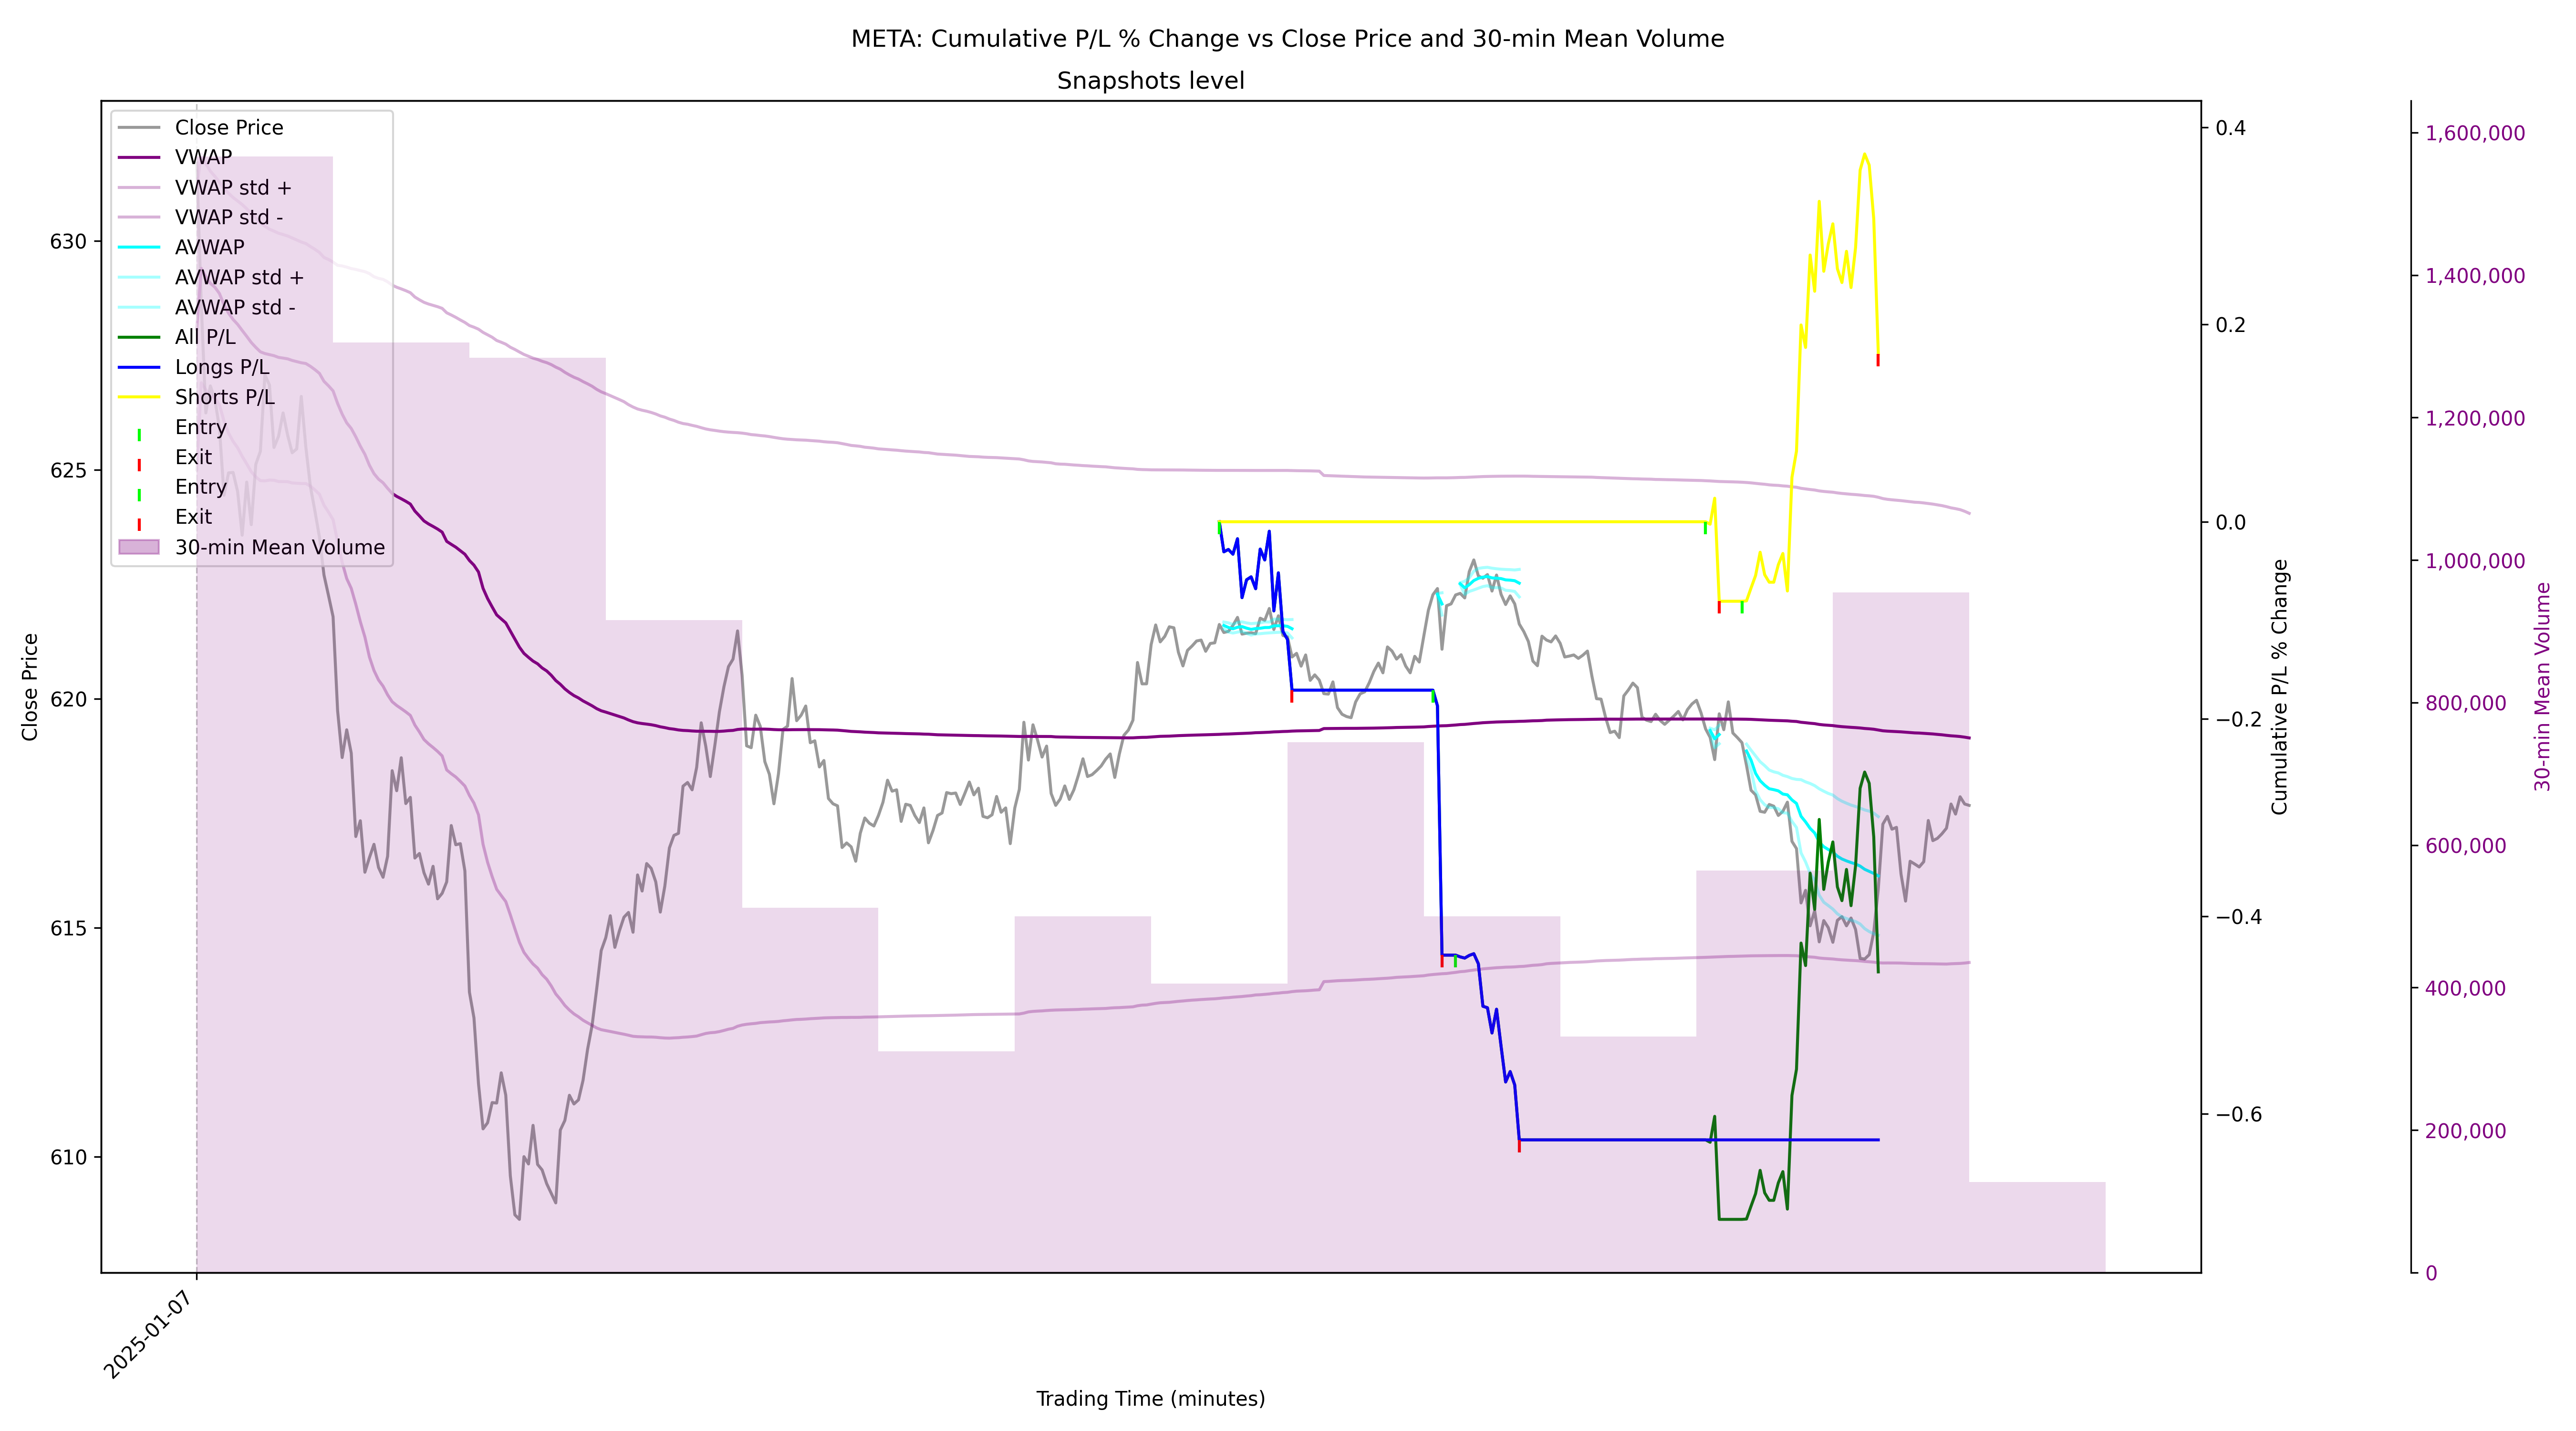 META: Cumulative P/L % Change vs Close Price and 30-min Mean Volume
Snapshots level
Close Price
VWAP
VWAP std +
VWAP std -
AVWAP
AVWAP std +
AVWAP std -
All P/L
Longs P/L
Shorts P/L
Entry
Exit
Entry
Exit
30-min Mean Volume
630
625
620
615
610
Close Price
0.4
0.2
0.0
−0.2
−0.4
−0.6
Cumulative P/L % Change
1,600,000
1,400,000
1,200,000
1,000,000
800,000
600,000
400,000
200,000
0
30-min Mean Volume
2025-01-07
Trading Time (minutes)